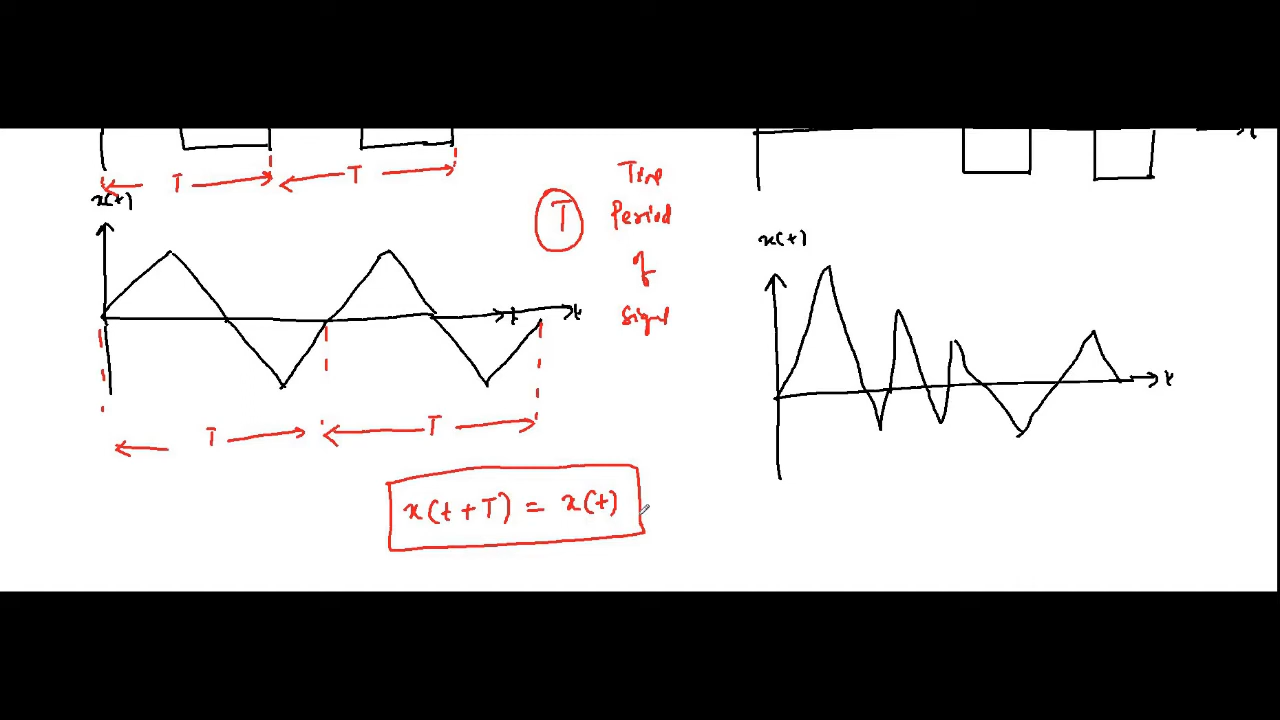 T T
x(t)
T
Time
Period
of
Signal
t t
T T
x(t+T) = x(t)
t
x(t)
t